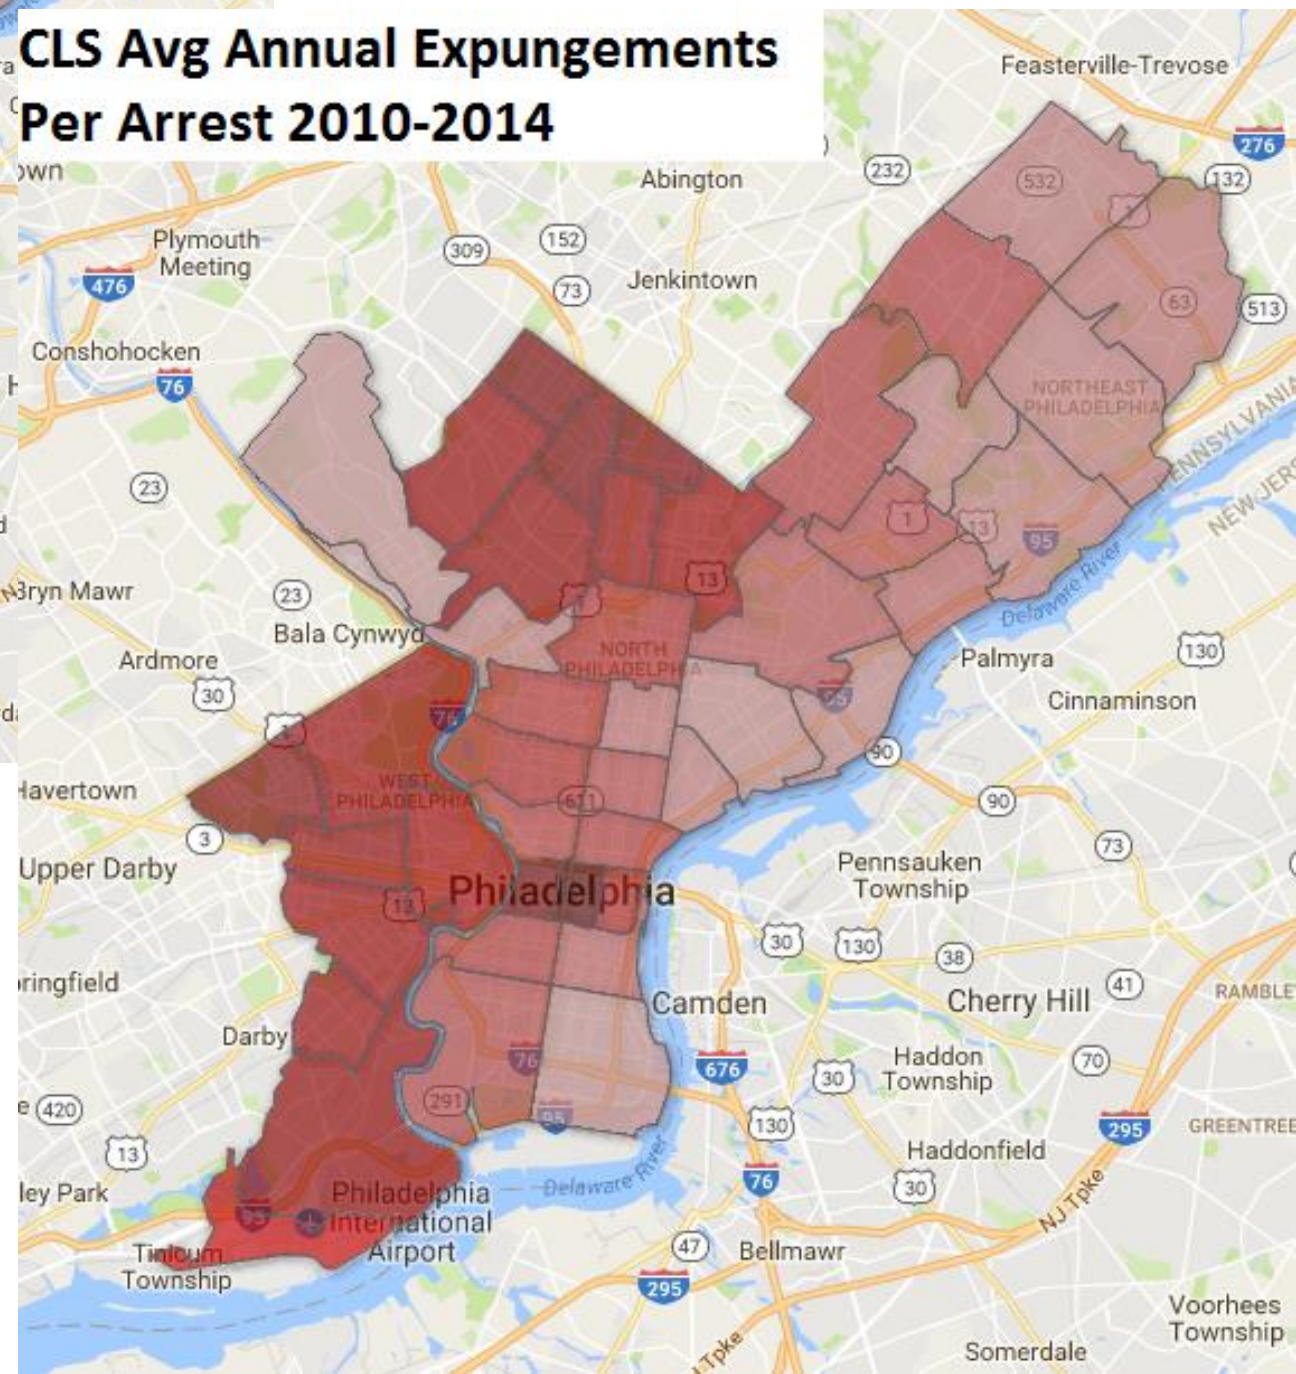 CLS Avg Annual Expungements
Per Arrest 2010-2014
Feasterville-Trevose
276
232
132
532
1
Abington
Plymouth
Meeting
309
152
476
73
Jenkintown
63
513
Conshohocken
76
NORTHEAST
PHILADELPHIA
PENNSYLVANIA
23
1
13
95
Bryn Mawr
23
13
Delaware River
Bala Cynwyd
Ardmore
NORTH
PHILADELPHIA
Palmyra
130
30
Cinnaminson
1
76
95
90
WEST
PHILADELPHIA
Havertown
611
90
3
73
Upper Darby
Pennsauken
Township
Philadelphia
13
30
130
38
41
Camden
Cherry Hill
Darby
76
676
Haddon
Township
70
30
291
95
420
130
295
13
Haddonfield
76
30
Delaware River
NJ Tpke
95
Philadelphia
International
Airport
47
Bellmawr
Tinicum
Township
295
Voorhees
Township
Somerdale
Tpke